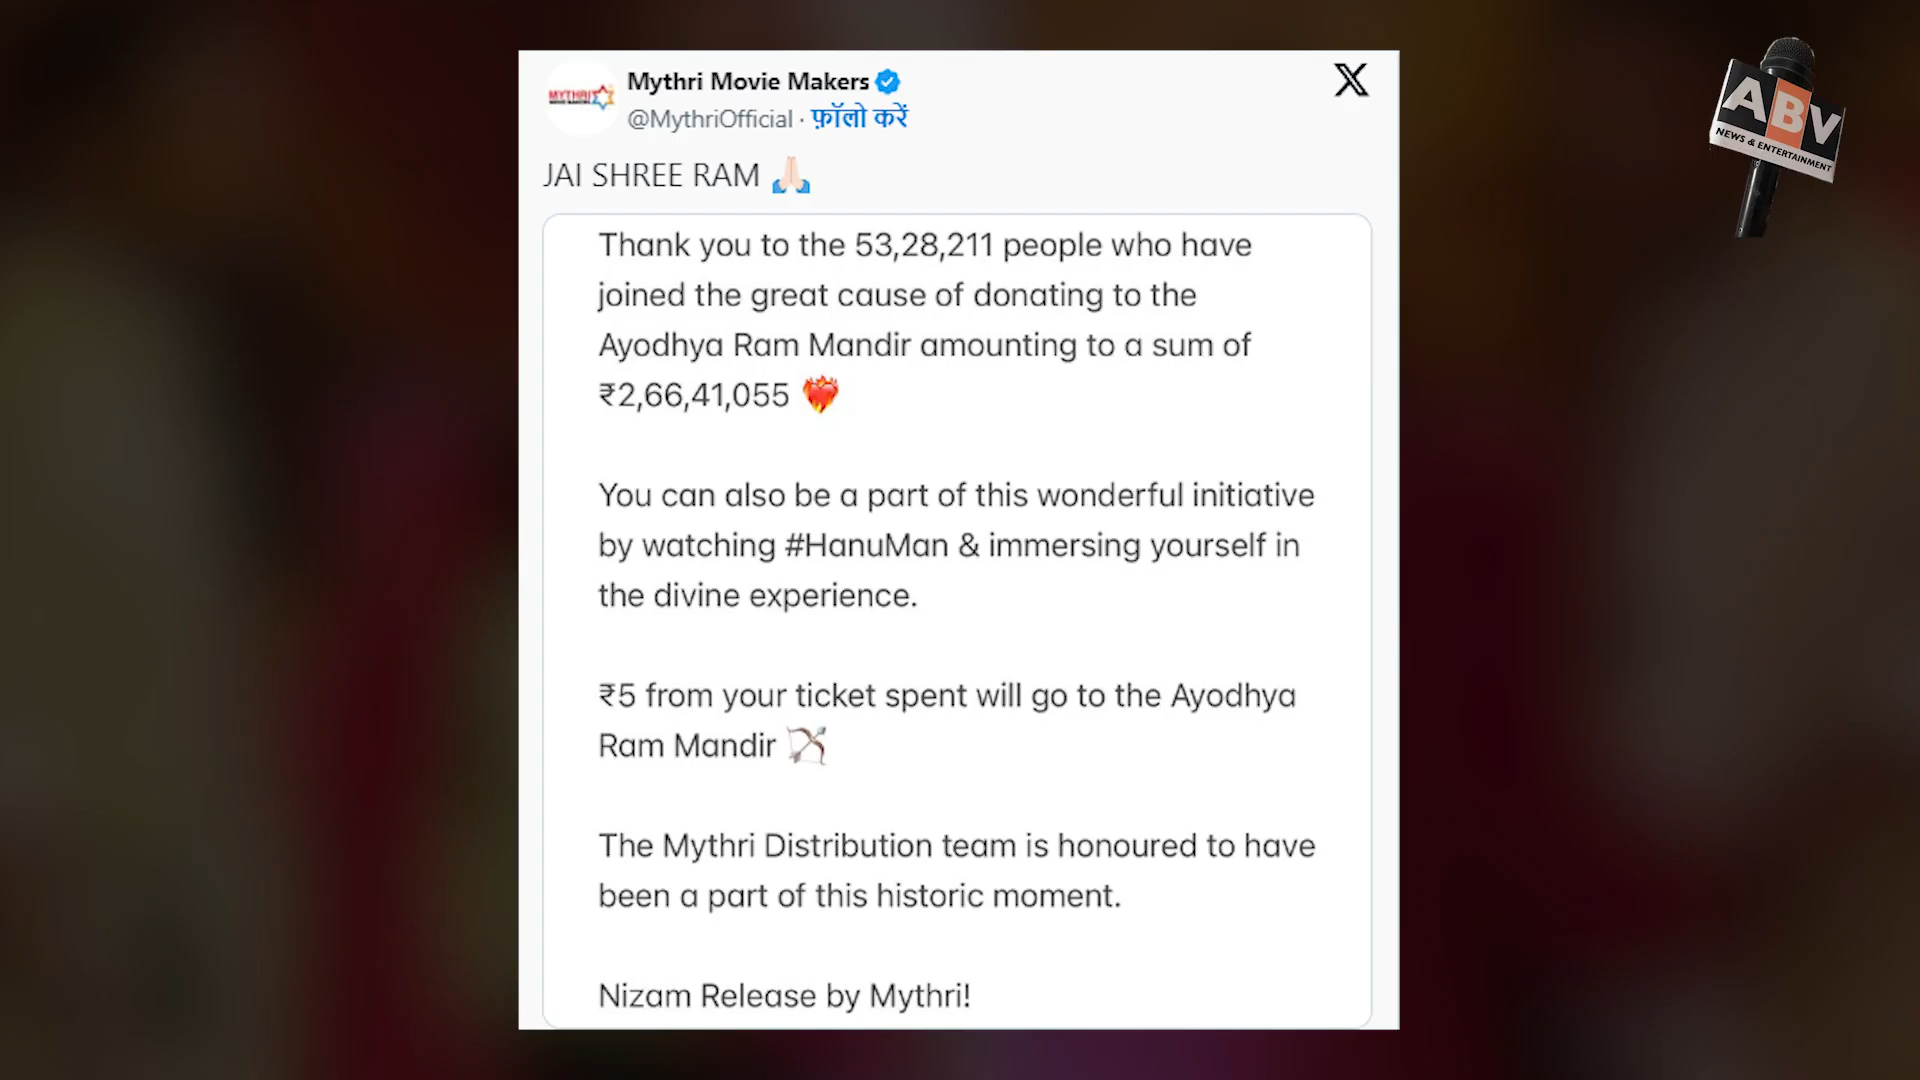 Mythri Movie Makers
@MythriOfficial · फ़ॉलो करें
MYTHRI
MOVIE MAKERS
JAI SHREE RAM 🙏🏻
Thank you to the 53,28,211 people who have
joined the great cause of donating to the
Ayodhya Ram Mandir amounting to a sum of
₹2,66,41,055 ❤️‍🔥
You can also be a part of this wonderful initiative
by watching #HanuMan & immersing yourself in
the divine experience.
₹5 from your ticket spent will go to the Ayodhya
Ram Mandir 🏹
The Mythri Distribution team is honoured to have
been a part of this historic moment.
Nizam Release by Mythri!
ABV
NEWS & ENTERTAINMENT